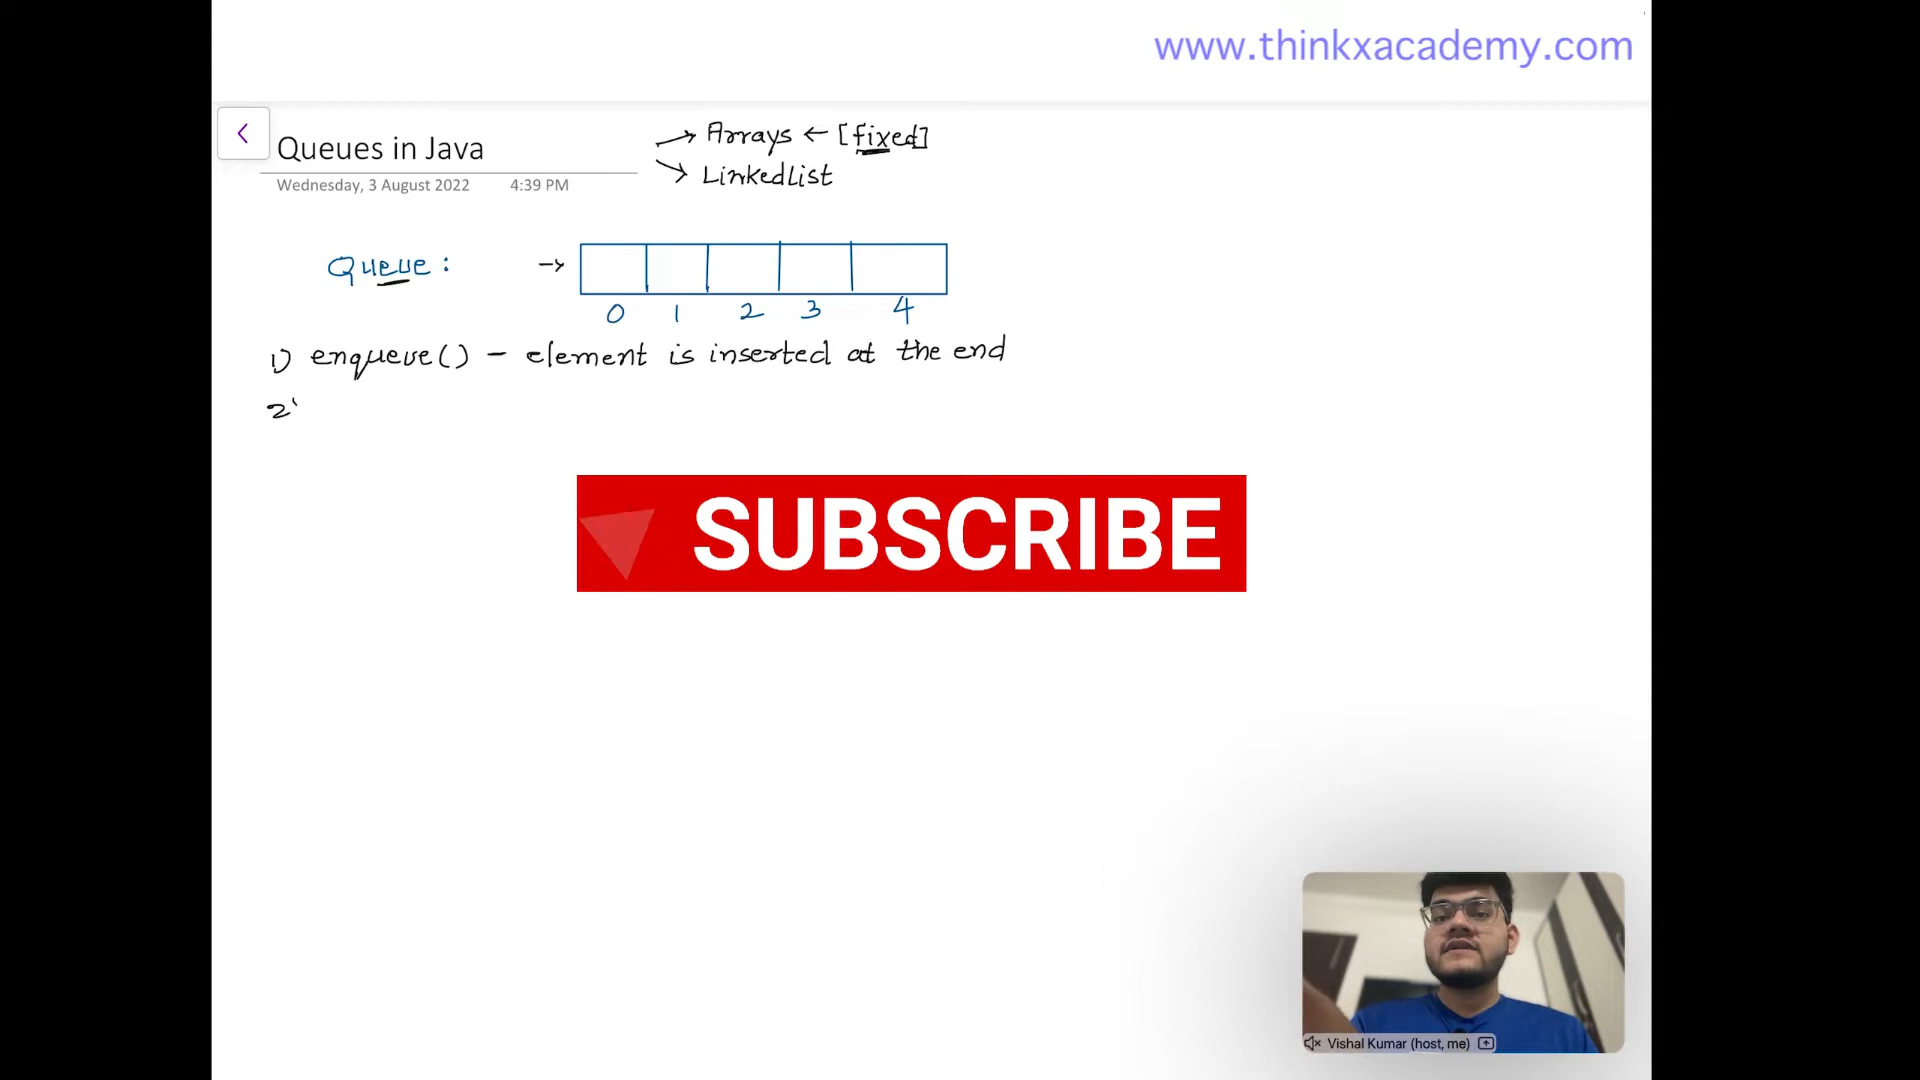 www.thinkxacademy.com
Queues in Java
Wednesday, 3 August 2022 4:39 PM
→ Arrays ← [fixed]
→ LinkedList
Queue : →
0 1 2 3 4
1) enqueue() - element is inserted at the end
2
SUBSCRIBE
Vishal Kumar (host, me)